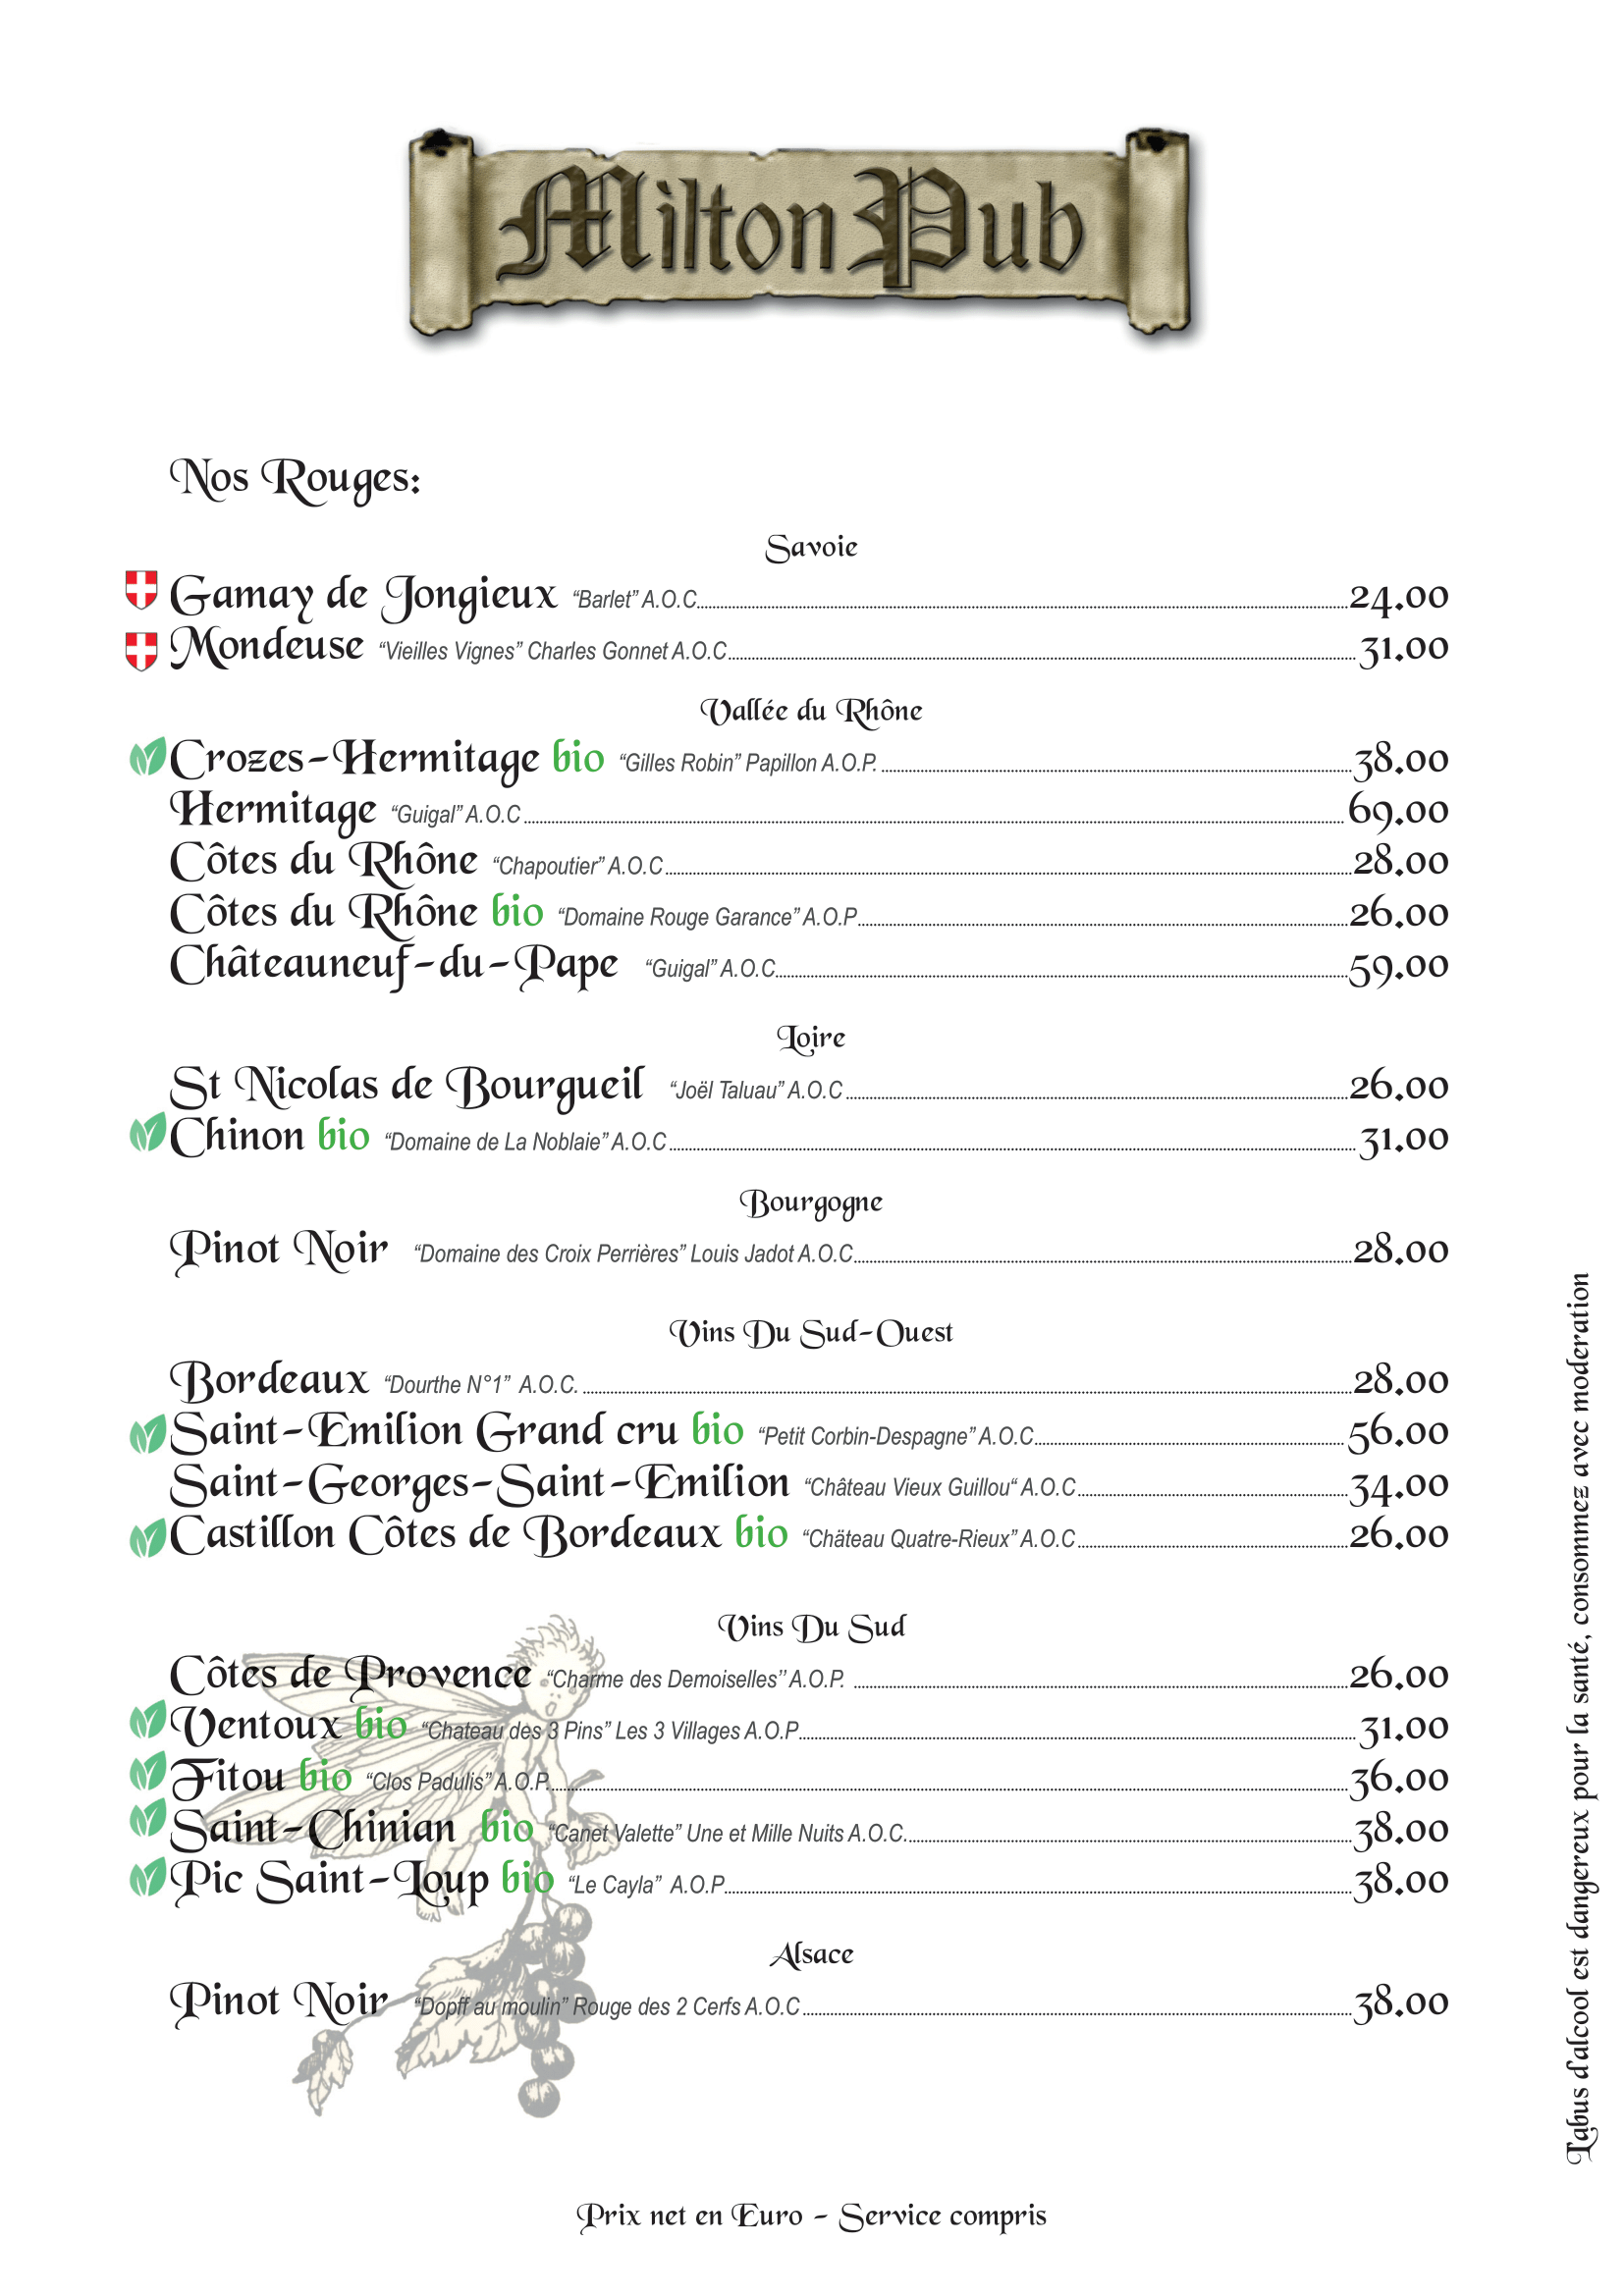 Milton Pub
Nos Rouges:
Savoie
Gamay de Jongieux “Barlet” A.O.C 24.00
Mondeuse “Vieilles Vignes” Charles Gonnet A.O.C 31.00
Vallée du Rhône
Crozes-Hermitage bio “Gilles Robin” Papillon A.O.P. 38.00
Hermitage “Guigal” A.O.C 69.00
Côtes du Rhône “Chapoutier” A.O.C 28.00
Côtes du Rhône bio “Domaine Rouge Garance” A.O.P 26.00
Châteauneuf-du-Pape “Guigal” A.O.C 59.00
Loire
St Nicolas de Bourgueil “Joël Taluau” A.O.C 26.00
Chinon bio “Domaine de La Noblaie” A.O.C 31.00
Bourgogne
Pinot Noir “Domaine des Croix Perrières” Louis Jadot A.O.C 28.00
Vins Du Sud-Ouest
Bordeaux “Dourthe N°1” A.O.C. 28.00
Saint-Emilion Grand cru bio “Petit Corbin-Despagne” A.O.C 56.00
Saint-Georges-Saint-Emilion “Château Vieux Guillou“ A.O.C 34.00
Castillon Côtes de Bordeaux bio “Chäteau Quatre-Rieux” A.O.C 26.00
Vins Du Sud
Côtes de Provence “Charme des Demoiselles’’ A.O.P. 26.00
Ventoux bio “Chateau des 3 Pins” Les 3 Villages A.O.P 31.00
Fitou bio “Clos Padulis” A.O.P. 36.00
Saint-Chinian bio “Canet Valette” Une et Mille Nuits A.O.C. 38.00
Pic Saint-Loup bio “Le Cayla” A.O.P 38.00
Alsace
Pinot Noir “Dopff au moulin” Rouge des 2 Cerfs A.O.C 38.00
Prix net en Euro - Service compris
L'abus d'alcool est dangereux pour la santé, consommez avec moderation